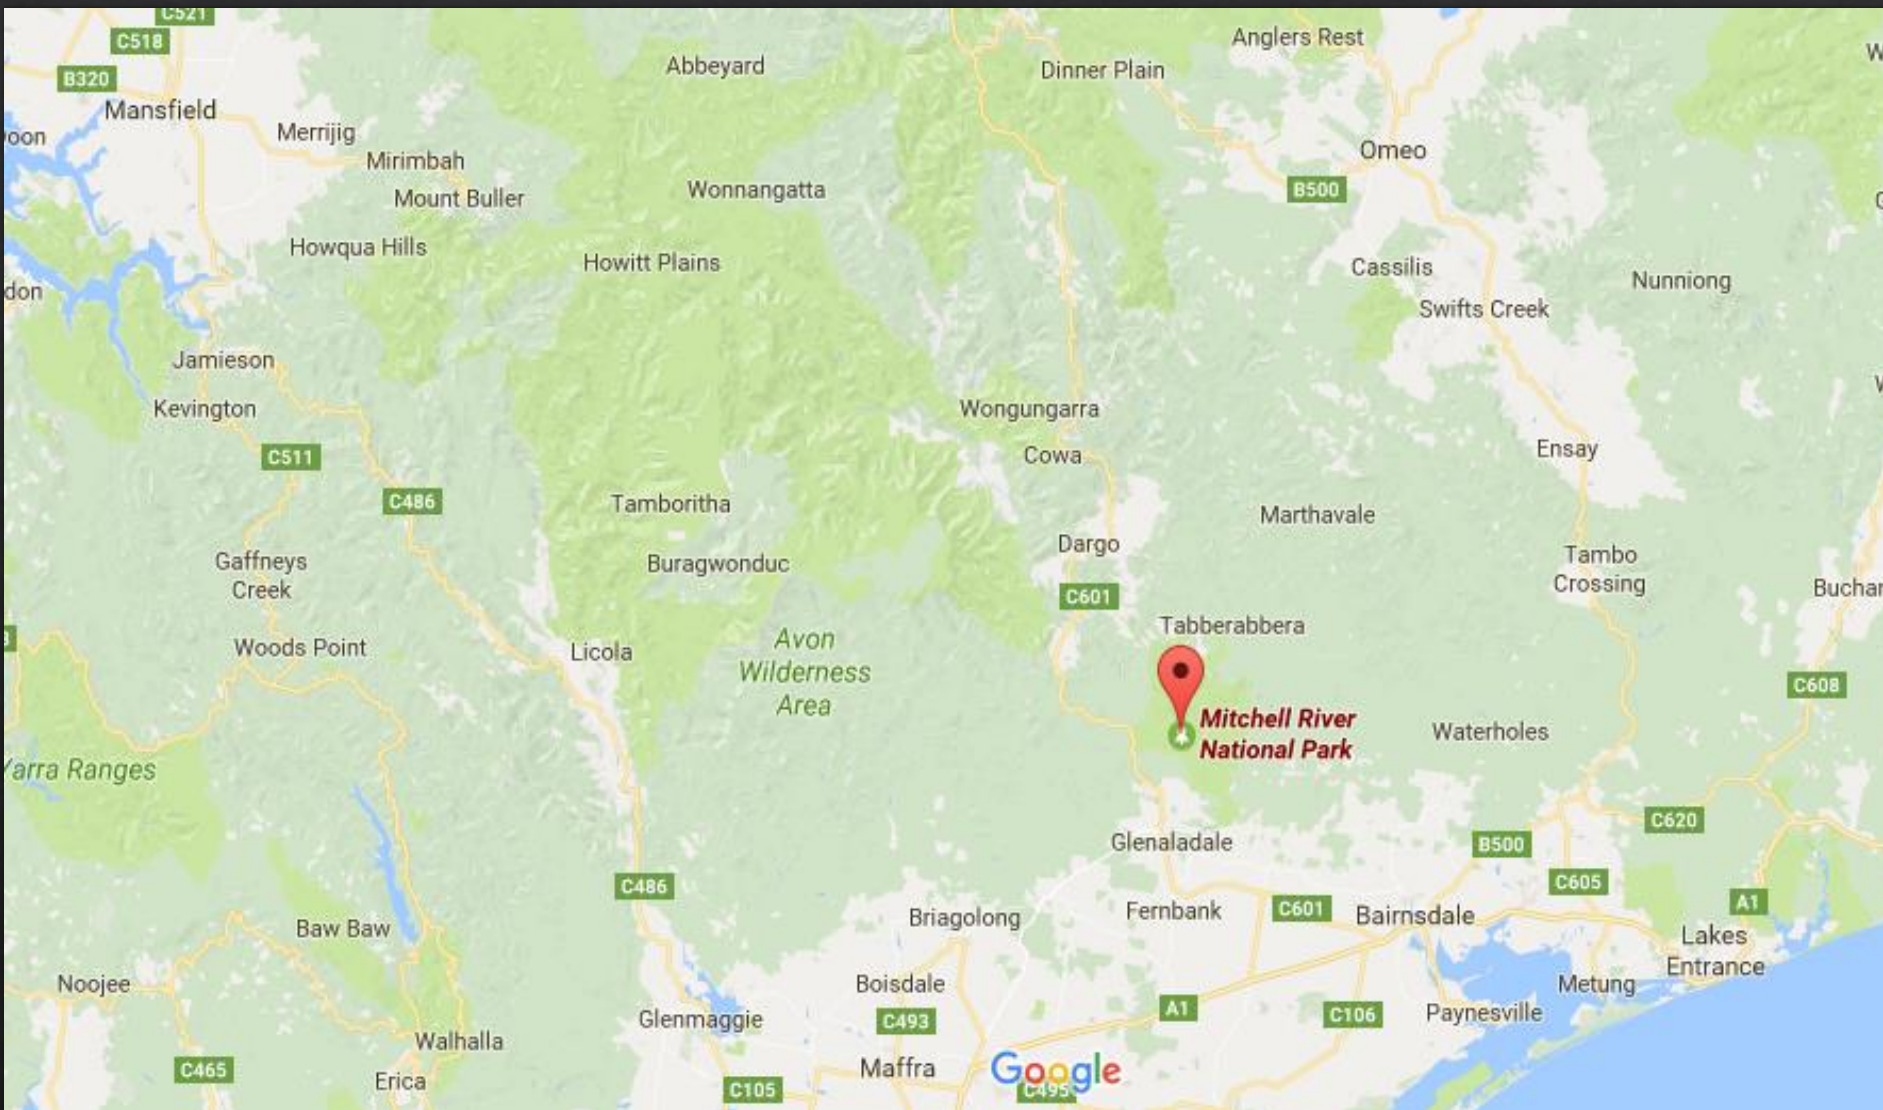 C521
C518
Anglers Rest
Abbeyard
Dinner Plain
B320
Mansfield
Merrijig
Mirimbah
Omeo
Mount Buller
Wonnangatta
B500
Howqua Hills
Howitt Plains
Cassilis
Nunniong
Swifts Creek
Jamieson
Kevington
Wongungarra
C511
Cowa
Ensay
C486
Tamboritha
Marthavale
Dargo
Gaffneys
Creek
Buragwonduc
Tambo
Crossing
C601
Tabberabbera
Woods Point
Licola
Avon
Wilderness
Area
C608
Mitchell River
National Park
Waterholes
Yarra Ranges
C620
Glenaladale
B500
C486
C605
A1
Baw Baw
Briagolong
Fernbank
C601
Bairnsdale
Lakes
Entrance
Noojee
Boisdale
Metung
Glenmaggie
C493
A1
C106
Paynesville
Walhalla
C465
Erica
Maffra
Google
C105
C495